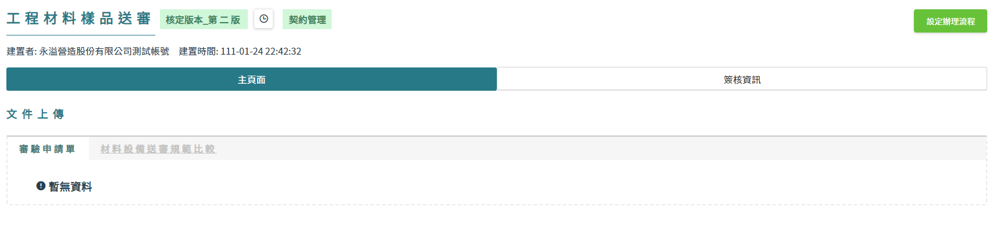 工程材料樣品送審 核定版本_第 二 版 契約管理 設定辦理流程
建置者: 永溢營造股份有限公司測試帳號 建置時間: 111-01-24 22:42:32
主頁面 簽核資訊
文件上傳
審驗申請單 材料設備送審規範比較
暫無資料